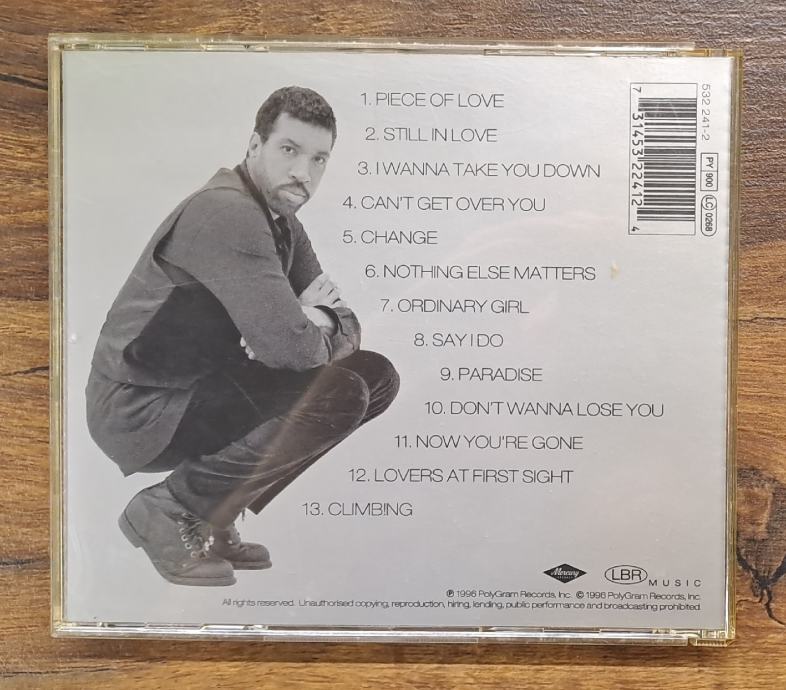 1. PIECE OF LOVE
2. STILL IN LOVE
3. I WANNA TAKE YOU DOWN
4. CAN'T GET OVER YOU
5. CHANGE
6. NOTHING ELSE MATTERS
7. ORDINARY GIRL
8. SAY I DO
9. PARADISE
10. DON'T WANNA LOSE YOU
11. NOW YOU'RE GONE
12. LOVERS AT FIRST SIGHT
13. CLIMBING
7 31453 22412 4
532 241-2
PY 900
LC 0268
Mercury
LBR MUSIC
℗ 1996 PolyGram Records, Inc. © 1996 PolyGram Records, Inc.
All rights reserved. Unauthorised copying, reproduction, hiring, lending, public performance and broadcasting prohibited.